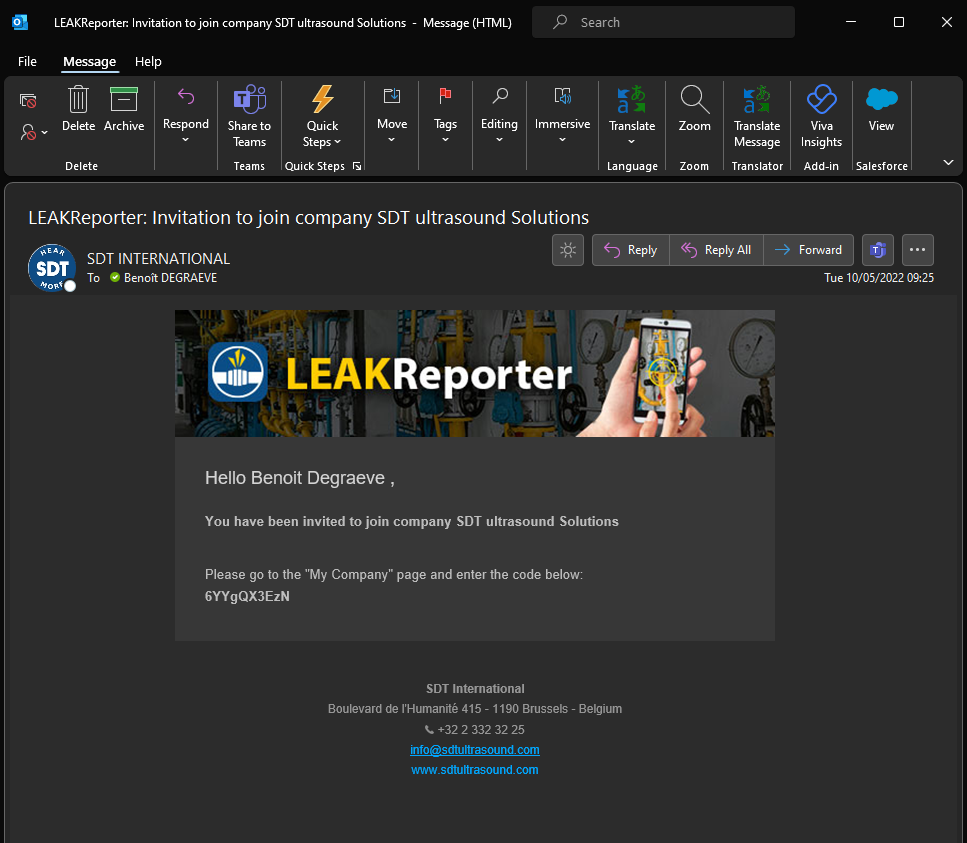 LEAKReporter: Invitation to join company SDT ultrasound Solutions - Message (HTML)
Search
File Message Help
Delete Archive Respond Share to Teams Quick Steps Move Tags Editing Immersive Translate Zoom Translate Message Viva Insights View
Delete Teams Quick Steps Language Zoom Translator Add-in Salesforce
LEAKReporter: Invitation to join company SDT ultrasound Solutions
HEAR SDT MORE
SDT INTERNATIONAL
To Benoît DEGRAEVE
Reply Reply All Forward
Tue 10/05/2022 09:25
LEAKReporter
Hello Benoit Degraeve ,
You have been invited to join company SDT ultrasound Solutions
Please go to the "My Company" page and enter the code below:
6YYgQX3EzN
SDT International
Boulevard de l'Humanité 415 - 1190 Brussels - Belgium
+32 2 332 32 25
info@sdtultrasound.com
www.sdtultrasound.com